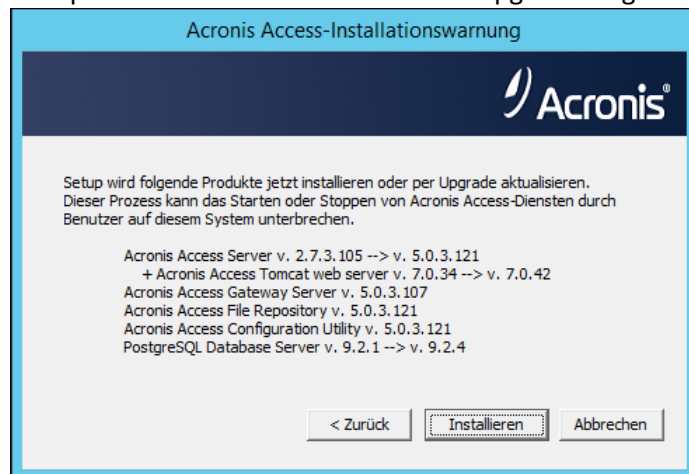 Acronis Access-Installationswarnung
Acronis®
Setup wird folgende Produkte jetzt installieren oder per Upgrade aktualisieren.
Dieser Prozess kann das Starten oder Stoppen von Acronis Access-Diensten durch
Benutzer auf diesem System unterbrechen.
Acronis Access Server v. 2.7.3.105 --> v. 5.0.3.121
+ Acronis Access Tomcat web server v. 7.0.34 --> v. 7.0.42
Acronis Access Gateway Server v. 5.0.3.107
Acronis Access File Repository v. 5.0.3.121
Acronis Access Configuration Utility v. 5.0.3.121
PostgreSQL Database Server v. 9.2.1 --> v. 9.2.4
< Zurück
Installieren
Abbrechen